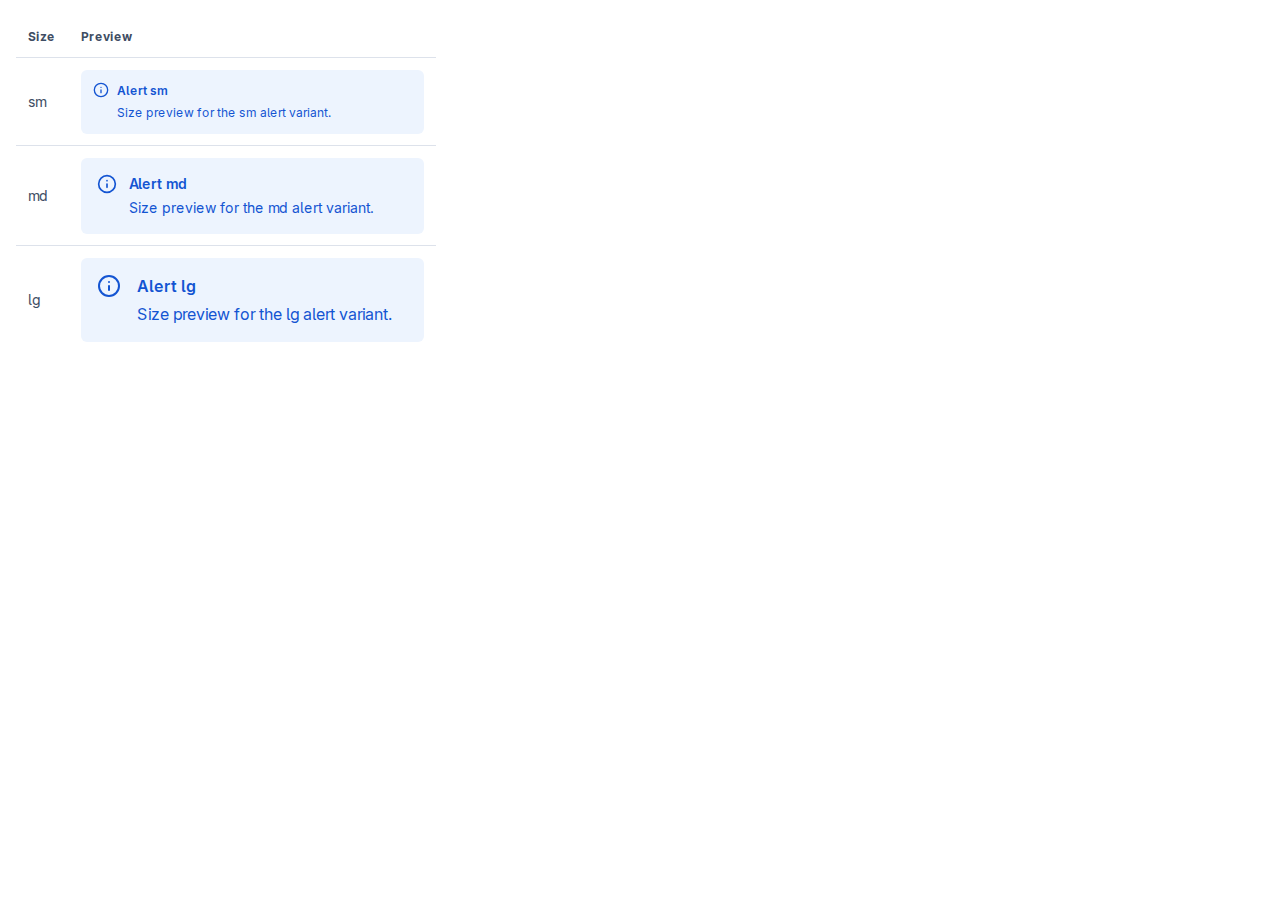 Size Preview
sm
Alert sm
Size preview for the sm alert variant.
md
Alert md
Size preview for the md alert variant.
lg
Alert lg
Size preview for the lg alert variant.